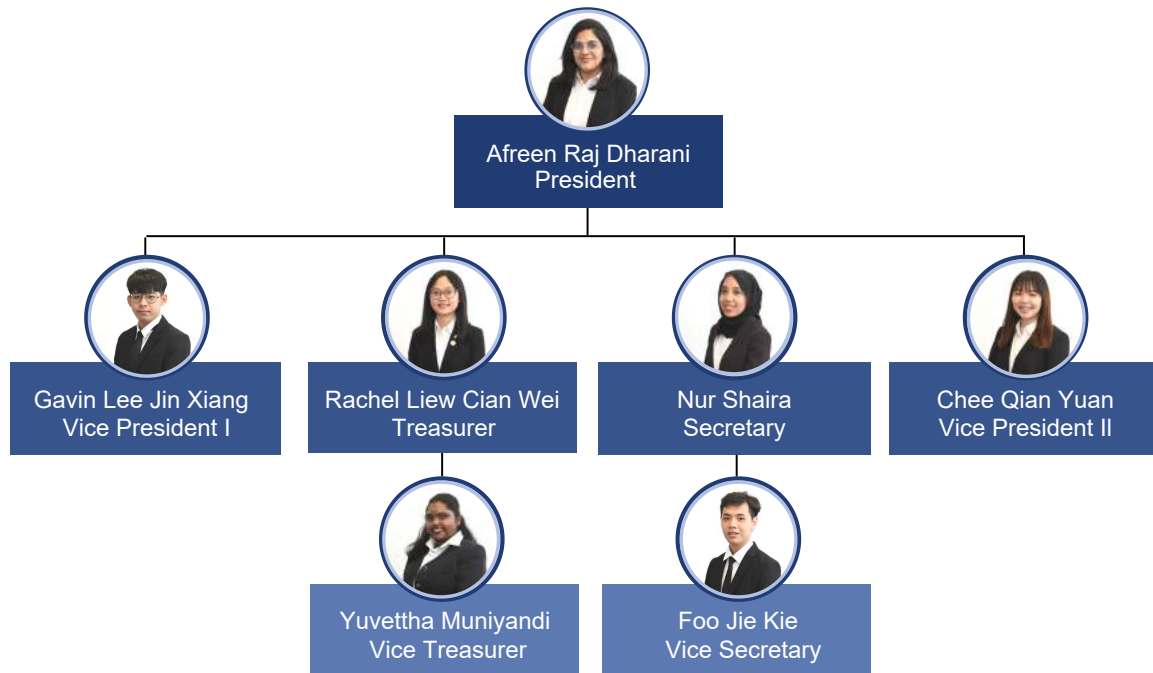 Afreen Raj Dharani
President
Gavin Lee Jin Xiang
Vice President I
Rachel Liew Cian Wei
Treasurer
Nur Shaira
Secretary
Chee Qian Yuan
Vice President II
Yuvettha Muniyandi
Vice Treasurer
Foo Jie Kie
Vice Secretary